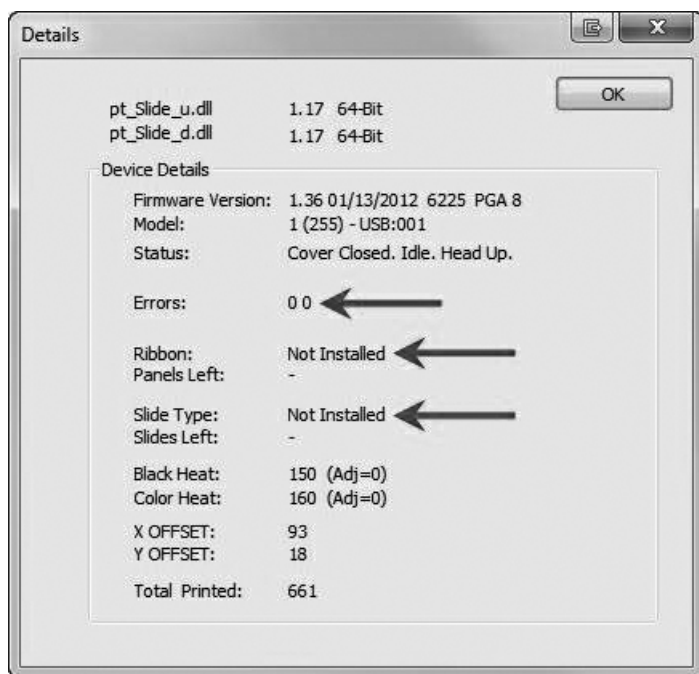 Details
OK
pt_Slide_u.dll 1.17 64-Bit
pt_Slide_d.dll 1.17 64-Bit
Device Details
Firmware Version: 1.36 01/13/2012 6225 PGA 8
Model: 1 (255) - USB:001
Status: Cover Closed. Idle. Head Up.
Errors: 0 0
Ribbon: Not Installed
Panels Left: -
Slide Type: Not Installed
Slides Left: -
Black Heat: 150 (Adj=0)
Color Heat: 160 (Adj=0)
X OFFSET: 93
Y OFFSET: 18
Total Printed: 661